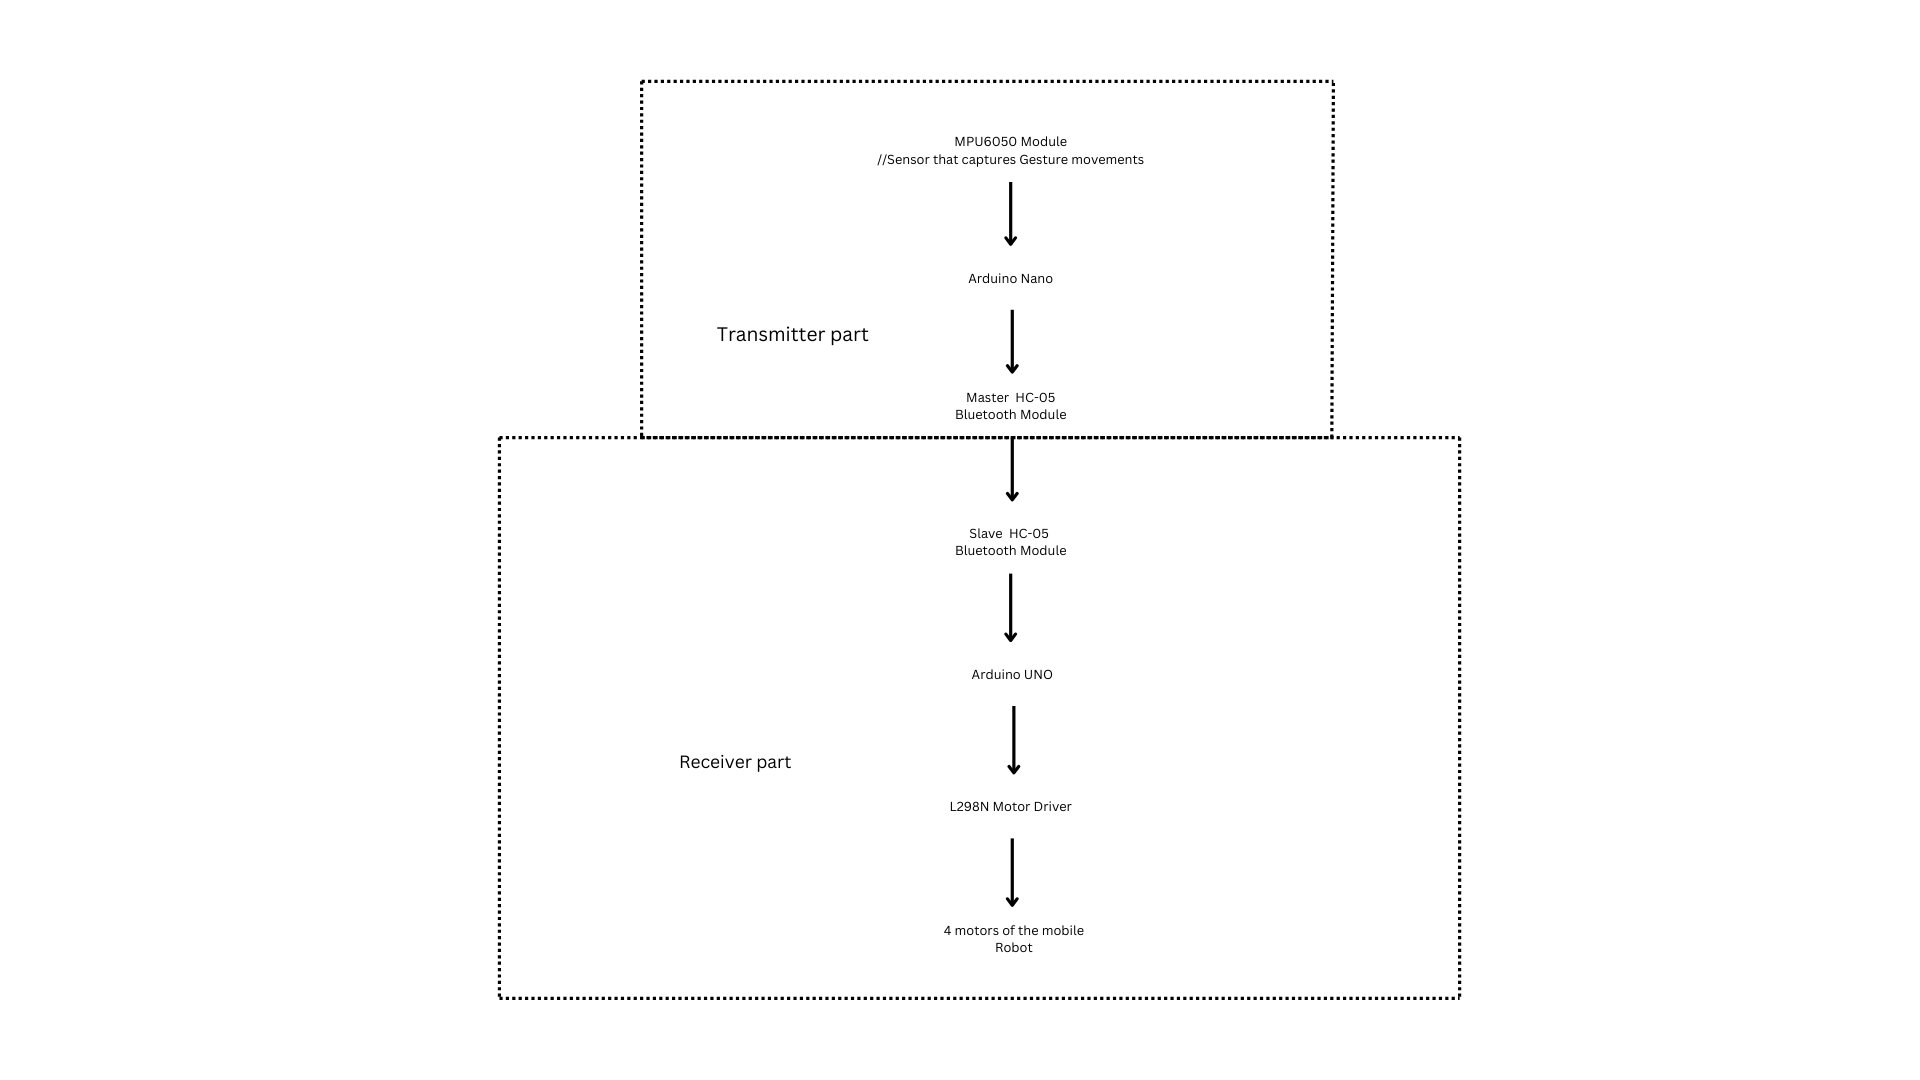 MPU6050 Module
//Sensor that captures Gesture movements
Arduino Nano
Transmitter part
Master  HC-05
Bluetooth Module
Slave  HC-05
Bluetooth Module
Arduino UNO
Receiver part
L298N Motor Driver
4 motors of the mobile
Robot